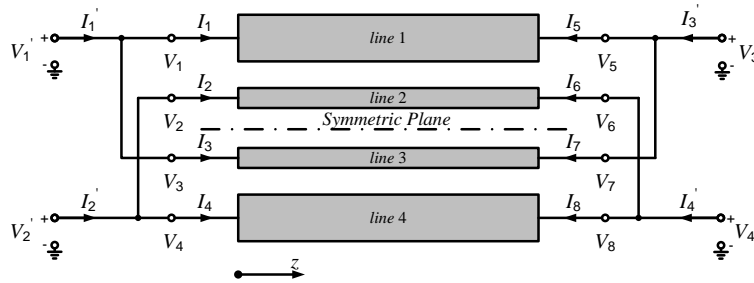 I1' I1 line 1 I5 I3'
V1' + - V1 V5 + - V3
I2 line 2 I6
V2 Symmetric Plane V6
I3 line 3 I7
V3 V7
I2' I4 line 4 I8 I4'
V2' + - V4 V8 + - V4
z